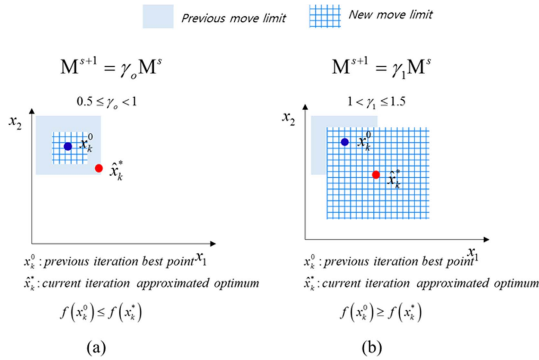 Previous move limit New move limit
M^{s+1} = γ_o M^s
0.5 ≤ γ_o < 1
x_2
x_k^0
x̂_k^*
x_k^0 : previous iteration best point x_1
x̂_k^* : current iteration approximated optimum
f(x_k^0) ≤ f(x_k^*)
(a)
M^{s+1} = γ_1 M^s
1 < γ_1 ≤ 1.5
x_2
x_k^0
x̂_k^*
x_1
x_k^0 : previous iteration best point
x̂_k^* : current iteration approximated optimum
f(x_k^0) ≥ f(x_k^*)
(b)